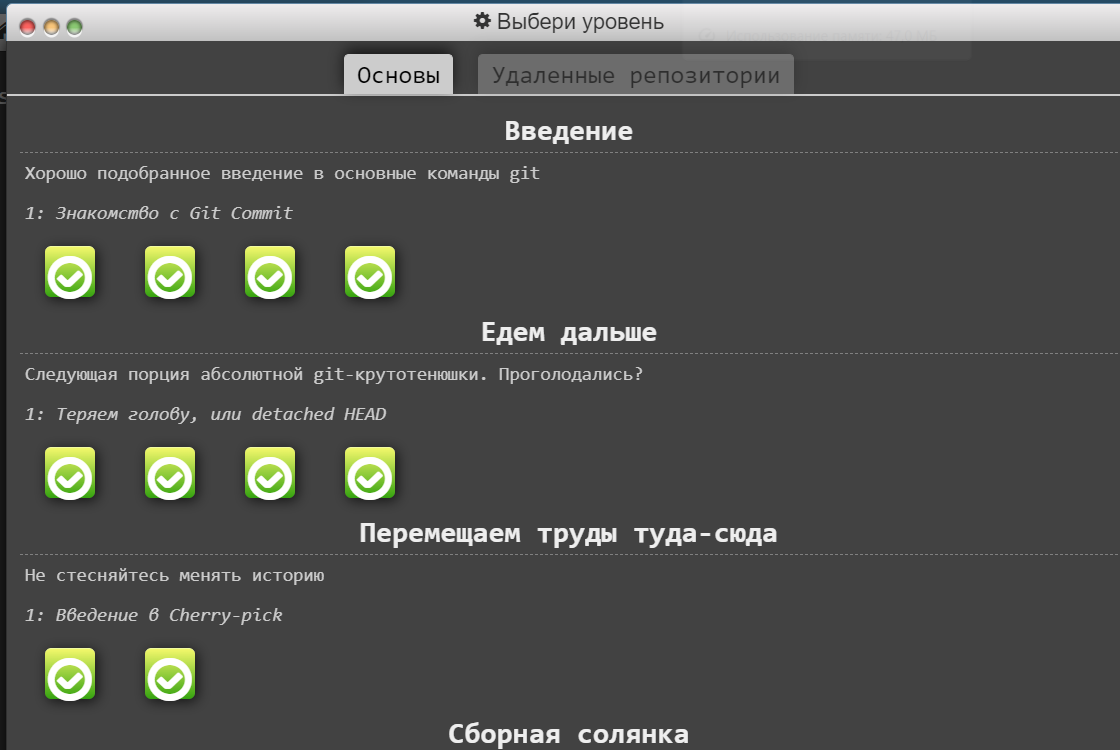 Выбери уровень
Основы
Удаленные репозитории
Введение
Хорошо подобранное введение в основные команды git
1: Знакомство с Git Commit
Едем дальше
Следующая порция абсолютной git-крутотенюшки. Проголодались?
1: Теряем голову, или detached HEAD
Перемещаем труды туда-сюда
Не стесняйтесь менять историю
1: Введение в Cherry-pick
Сборная солянка